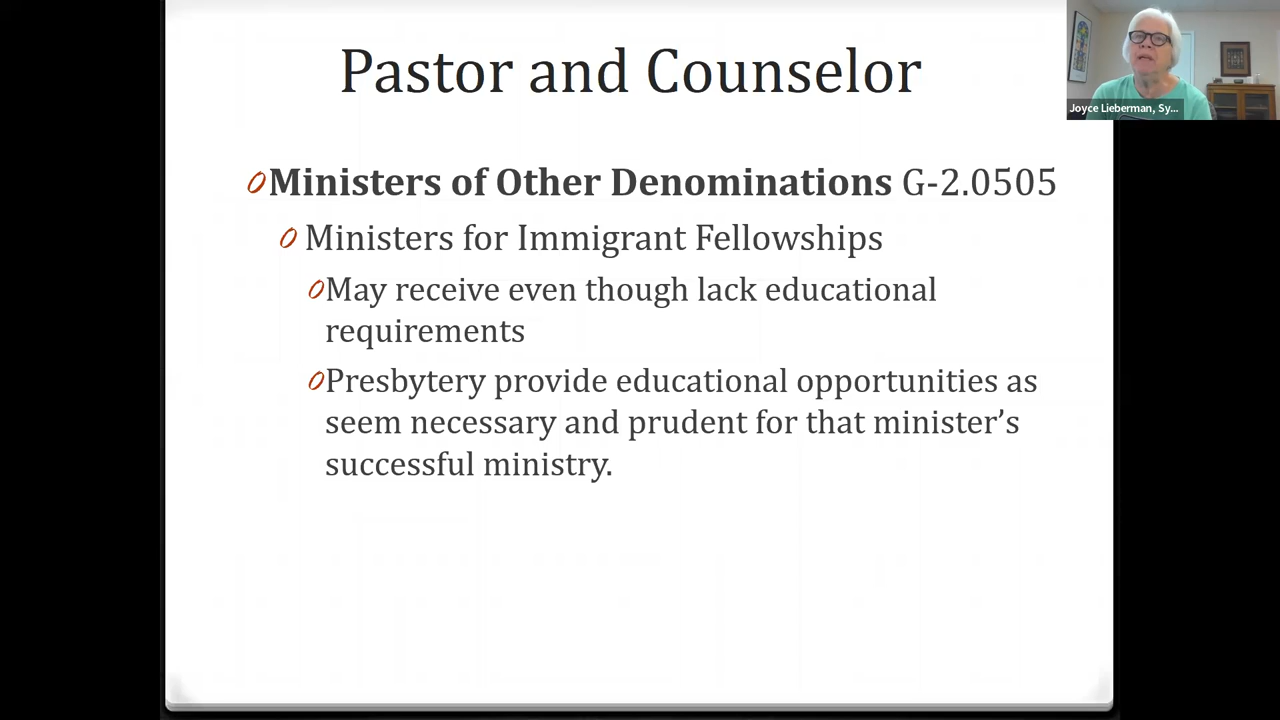 Pastor and Counselor
Joyce Lieberman, Sy...
Ministers of Other Denominations G-2.0505
Ministers for Immigrant Fellowships
May receive even though lack educational
requirements
Presbytery provide educational opportunities as
seem necessary and prudent for that minister’s
successful ministry.